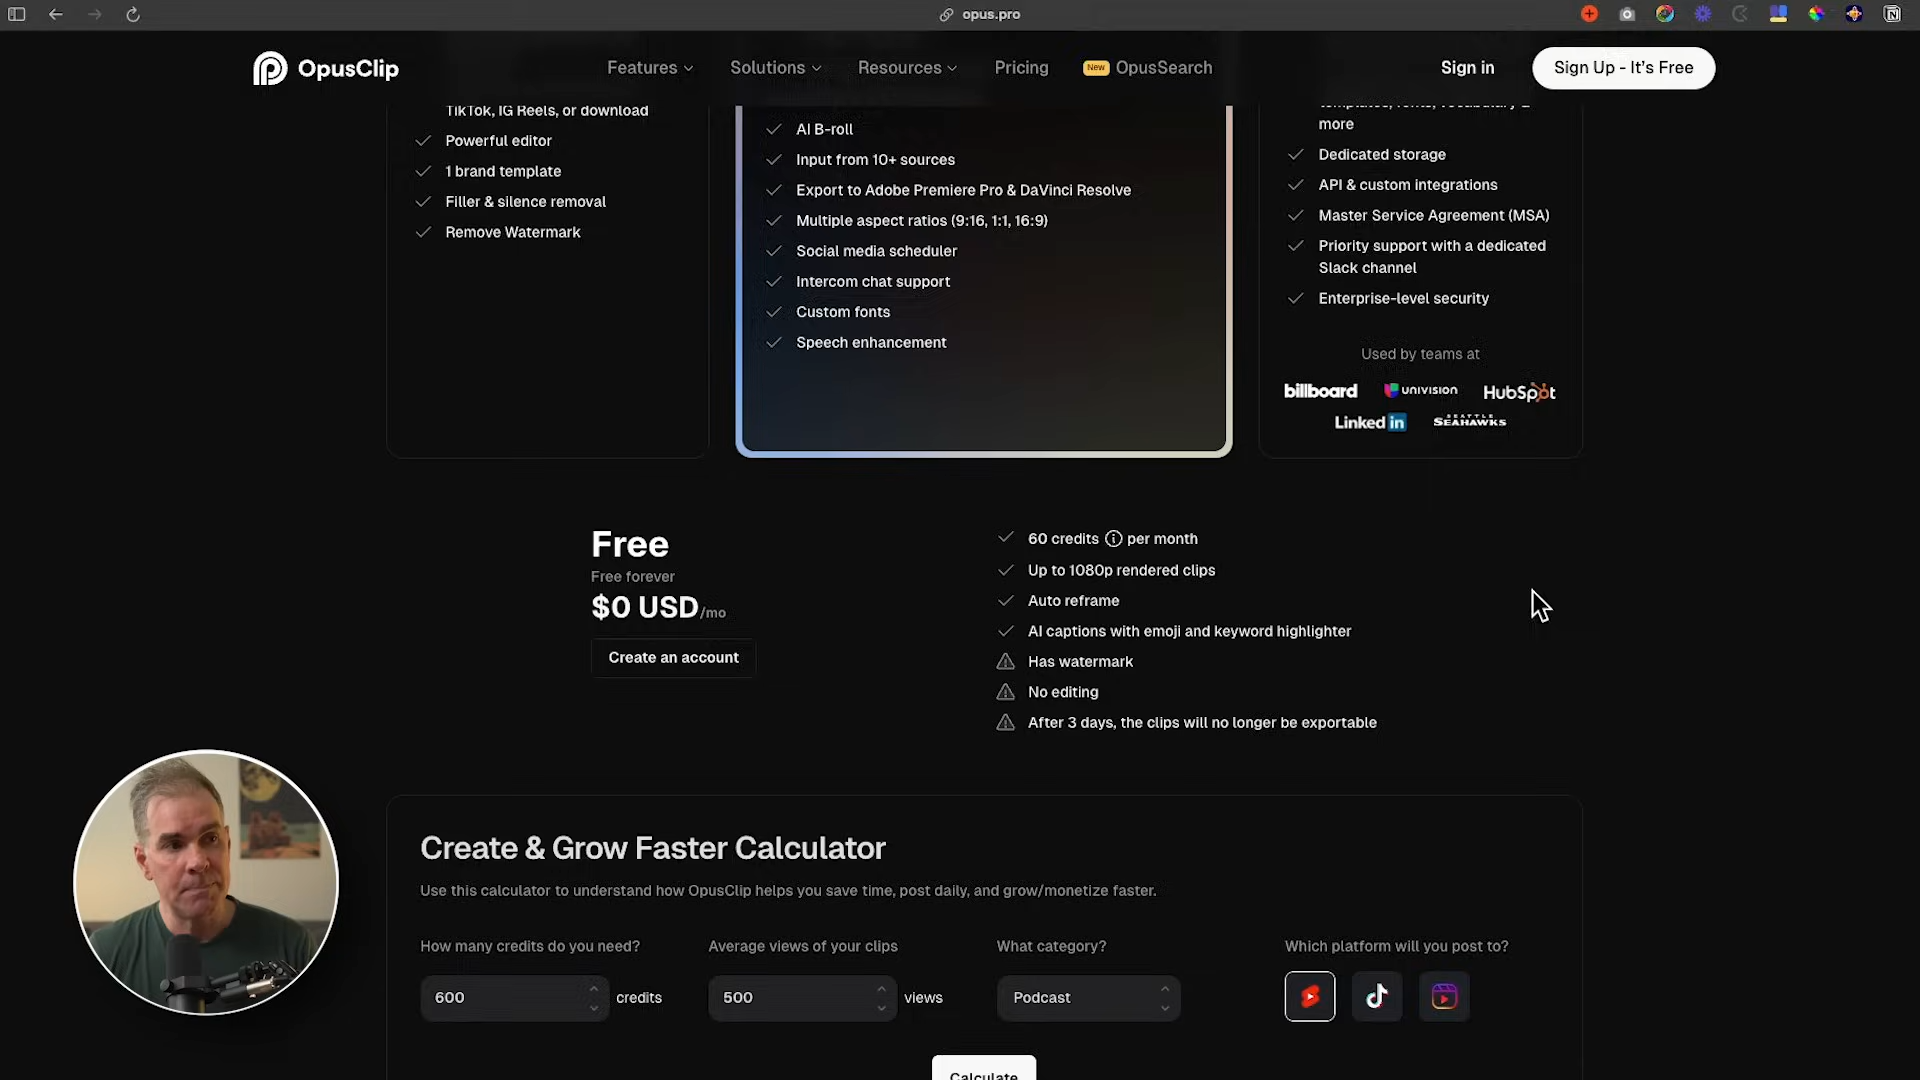 opus.pro
OpusClip
Features
Solutions
Resources
Pricing
New OpusSearch
Sign in
Sign Up - It's Free
TikTok, IG Reels, or download
Powerful editor
1 brand template
Filler & silence removal
Remove Watermark
AI B-roll
Input from 10+ sources
Export to Adobe Premiere Pro & DaVinci Resolve
Multiple aspect ratios (9:16, 1:1, 16:9)
Social media scheduler
Intercom chat support
Custom fonts
Speech enhancement
more
Dedicated storage
API & custom integrations
Master Service Agreement (MSA)
Priority support with a dedicated
Slack channel
Enterprise-level security
Used by teams at
billboard UNIVISION HubSpot
LinkedIn SEATTLE SEAHAWKS
Free
Free forever
$0 USD/mo
Create an account
60 credits per month
Up to 1080p rendered clips
Auto reframe
AI captions with emoji and keyword highlighter
Has watermark
No editing
After 3 days, the clips will no longer be exportable
Create & Grow Faster Calculator
Use this calculator to understand how OpusClip helps you save time, post daily, and grow/monetize faster.
How many credits do you need?
600 credits
Average views of your clips
500 views
What category?
Podcast
Which platform will you post to?
Calculate